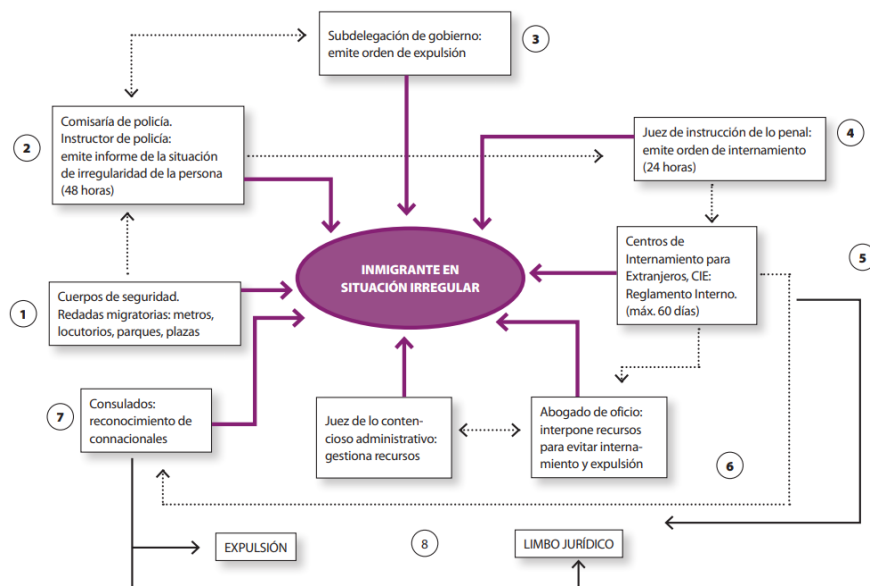 Subdelegación de gobierno:
emite orden de expulsión
3
Comisaría de policía.
Instructor de policía:
emite informe de la situación
de irregularidad de la persona
(48 horas)
2
Juez de instrucción de lo penal:
emite orden de internamiento
(24 horas)
4
INMIGRANTE EN
SITUACIÓN IRREGULAR
Centros de
Internamiento para
Extranjeros, CIE:
Reglamento Interno.
(máx. 60 días)
5
1
Cuerpos de seguridad.
Redadas migratorias: metros,
locutorios, parques, plazas
7
Consulados:
reconocimiento de
connacionales
Juez de lo conten-
cioso administrativo:
gestiona recursos
Abogado de oficio:
interpone recursos
para evitar interna-
miento y expulsión
6
EXPULSIÓN
8
LIMBO JURÍDICO